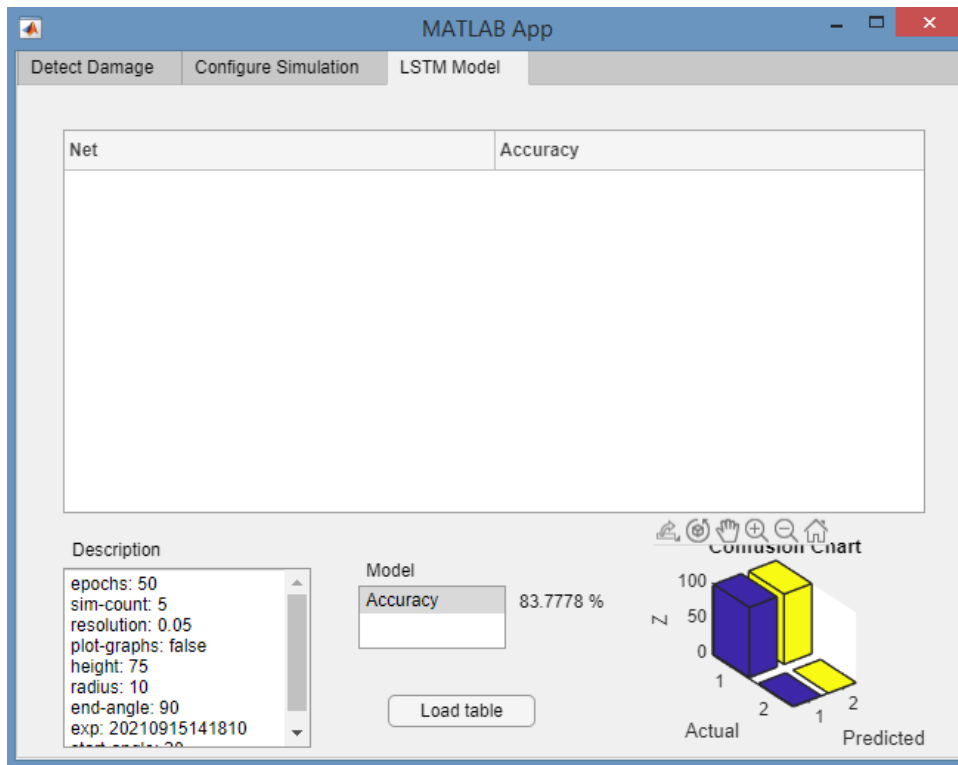 MATLAB App
Detect Damage Configure Simulation LSTM Model
Net Accuracy
Description
epochs: 50
sim-count: 5
resolution: 0.05
plot-graphs: false
height: 75
radius: 10
end-angle: 90
exp: 20210915141810
Model
Accuracy 83.7778 %
Load table
Confusion Chart
100
50
0
Z
1
2
1
2
Actual
Predicted